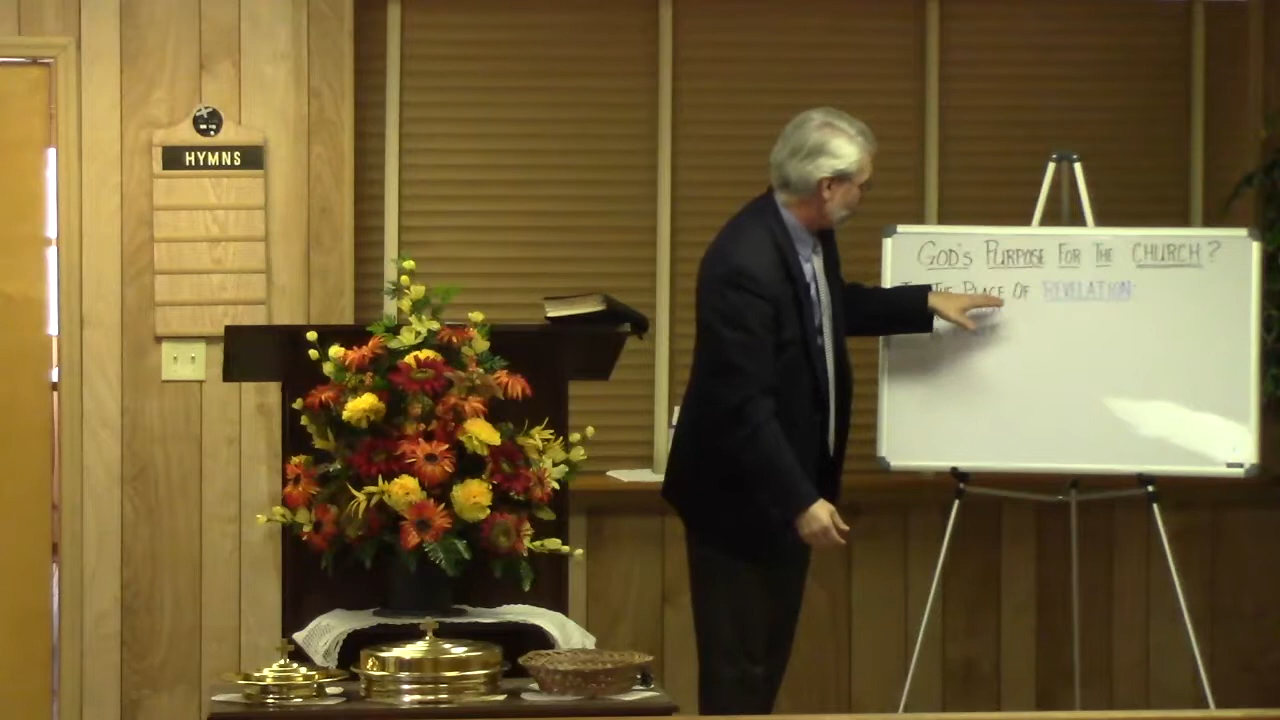 HYMNS
GOD'S PURPOSE FOR THE CHURCH?
THE PLACE OF REVELATION